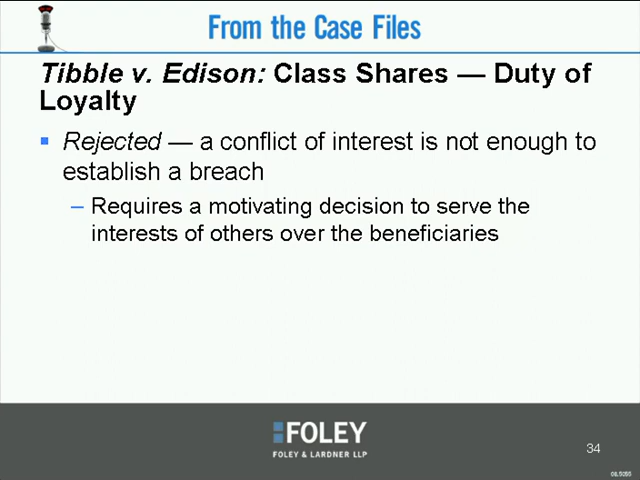 From the Case Files
Tibble v. Edison: Class Shares — Duty of
Loyalty
Rejected — a conflict of interest is not enough to
establish a breach
– Requires a motivating decision to serve the
interests of others over the beneficiaries
FOLEY
FOLEY & LARDNER LLP
34